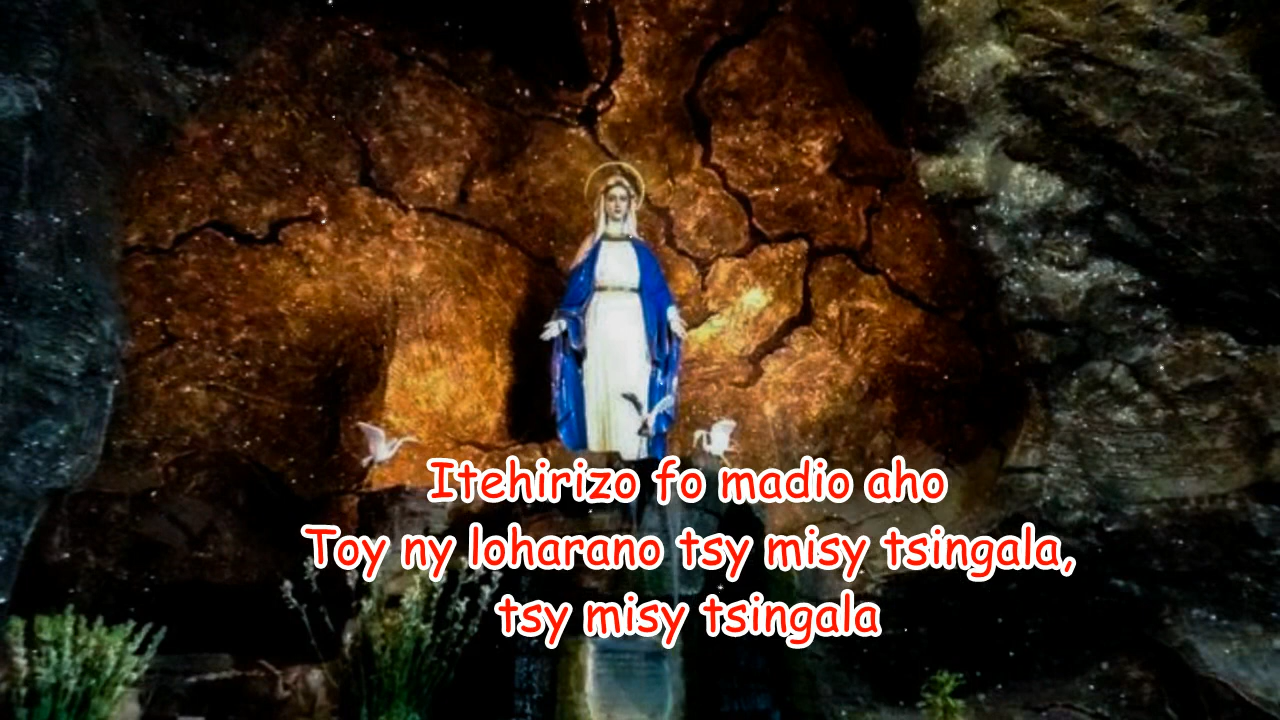 Itehirizo fo madio aho
Toy ny loharano tsy misy tsingala,
tsy misy tsingala